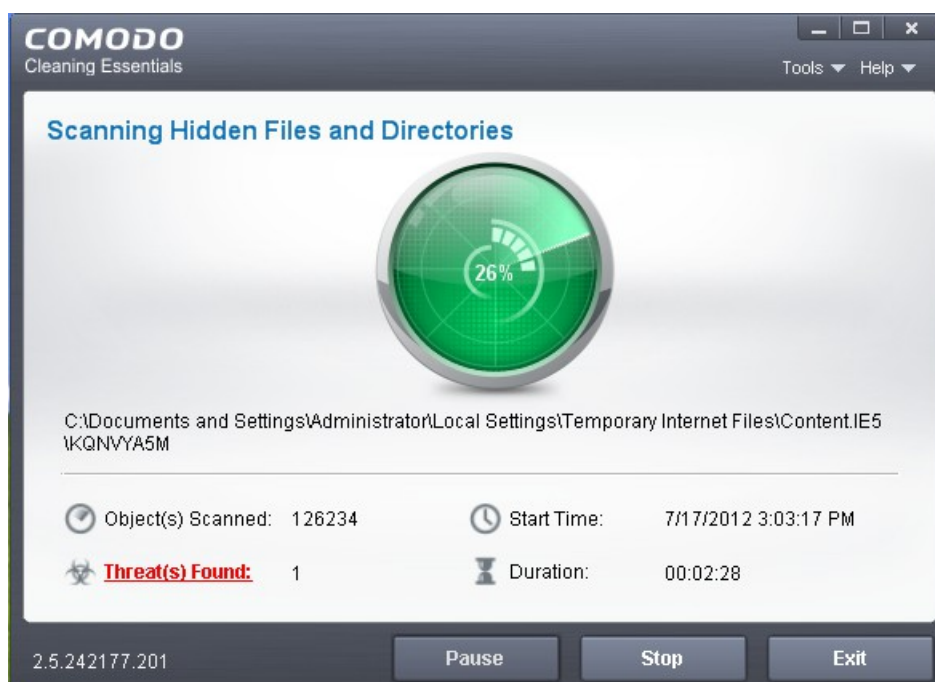 COMODO
Cleaning Essentials
Tools Help
Scanning Hidden Files and Directories
26%
C:\Documents and Settings\Administrator\Local Settings\Temporary Internet Files\Content.IE5
\KQNVYA5M
Object(s) Scanned: 126234
Start Time: 7/17/2012 3:03:17 PM
Threat(s) Found: 1
Duration: 00:02:28
2.5.242177.201
Pause
Stop
Exit